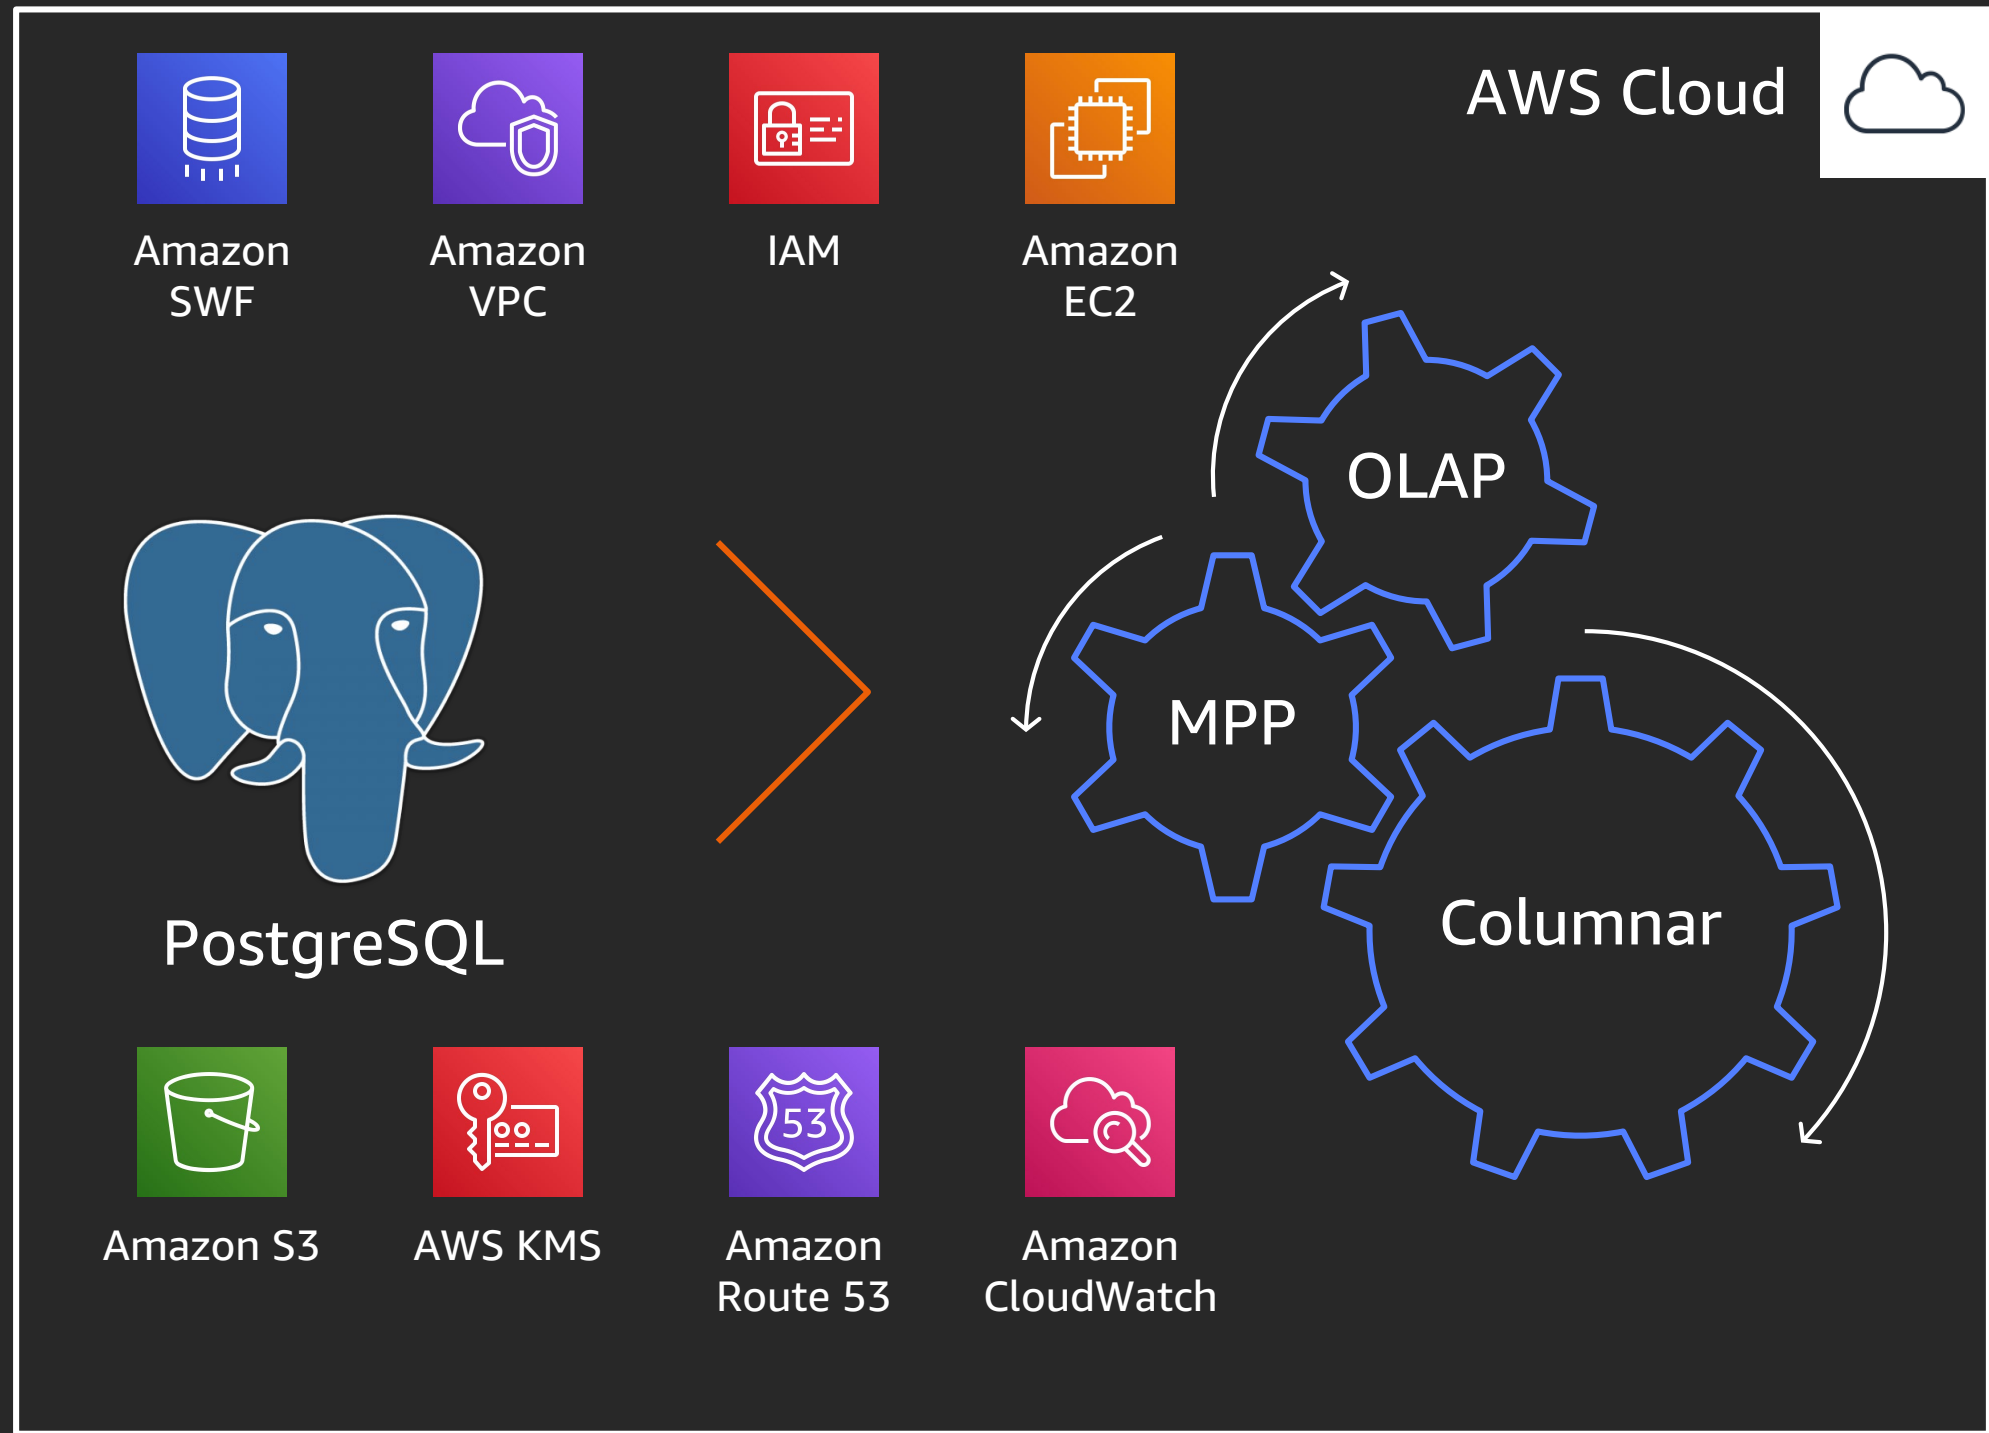 AWS Cloud
Amazon
SWF
Amazon
VPC
IAM
Amazon
EC2
OLAP
MPP
Columnar
PostgreSQL
53
Amazon S3
AWS KMS
Amazon
Route 53
Amazon
CloudWatch